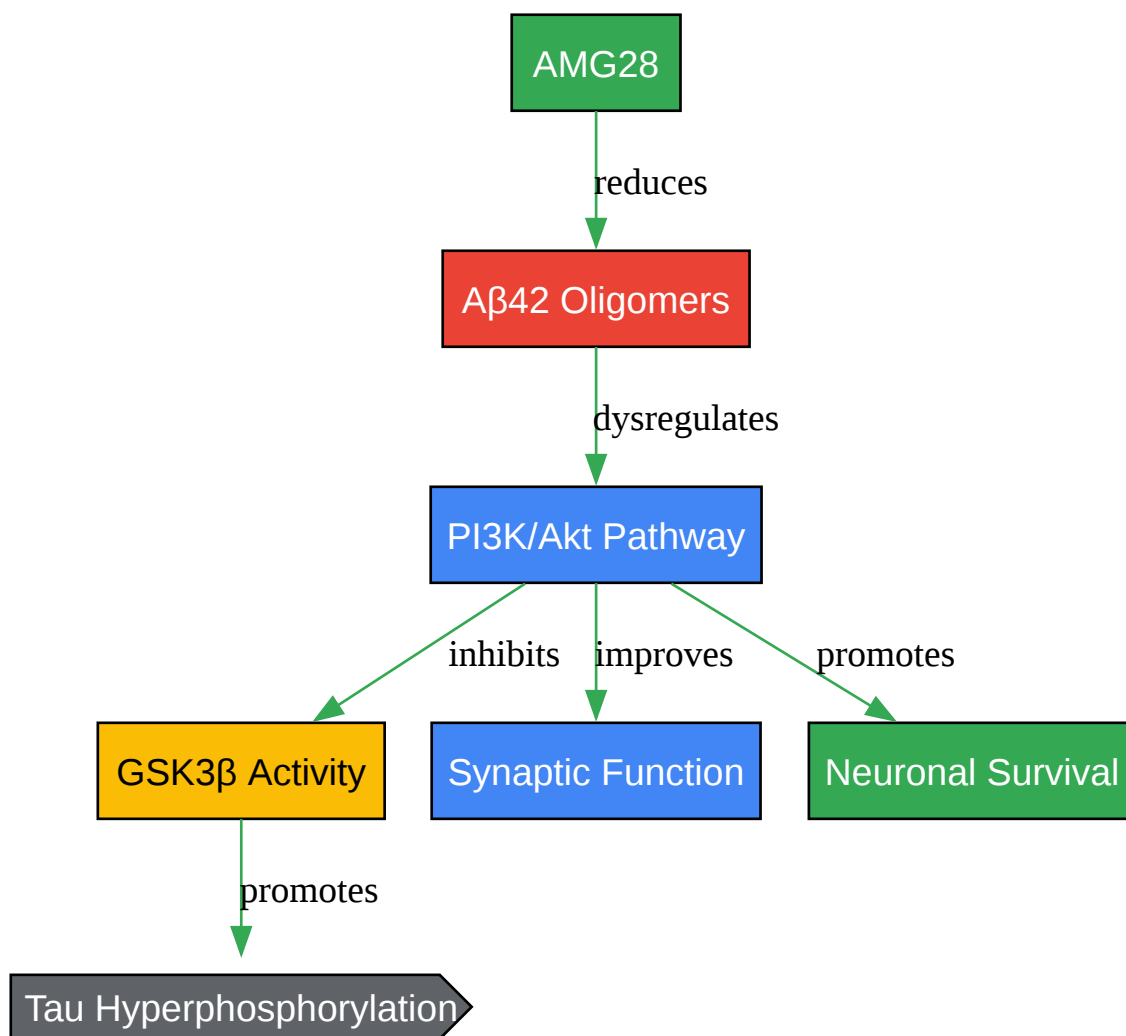 AMG28
reduces
Aβ42 Oligomers
dysregulates
PI3K/Akt Pathway
inhibits
improves
promotes
GSK3β Activity
Synaptic Function
Neuronal Survival
promotes
Tau Hyperphosphorylation